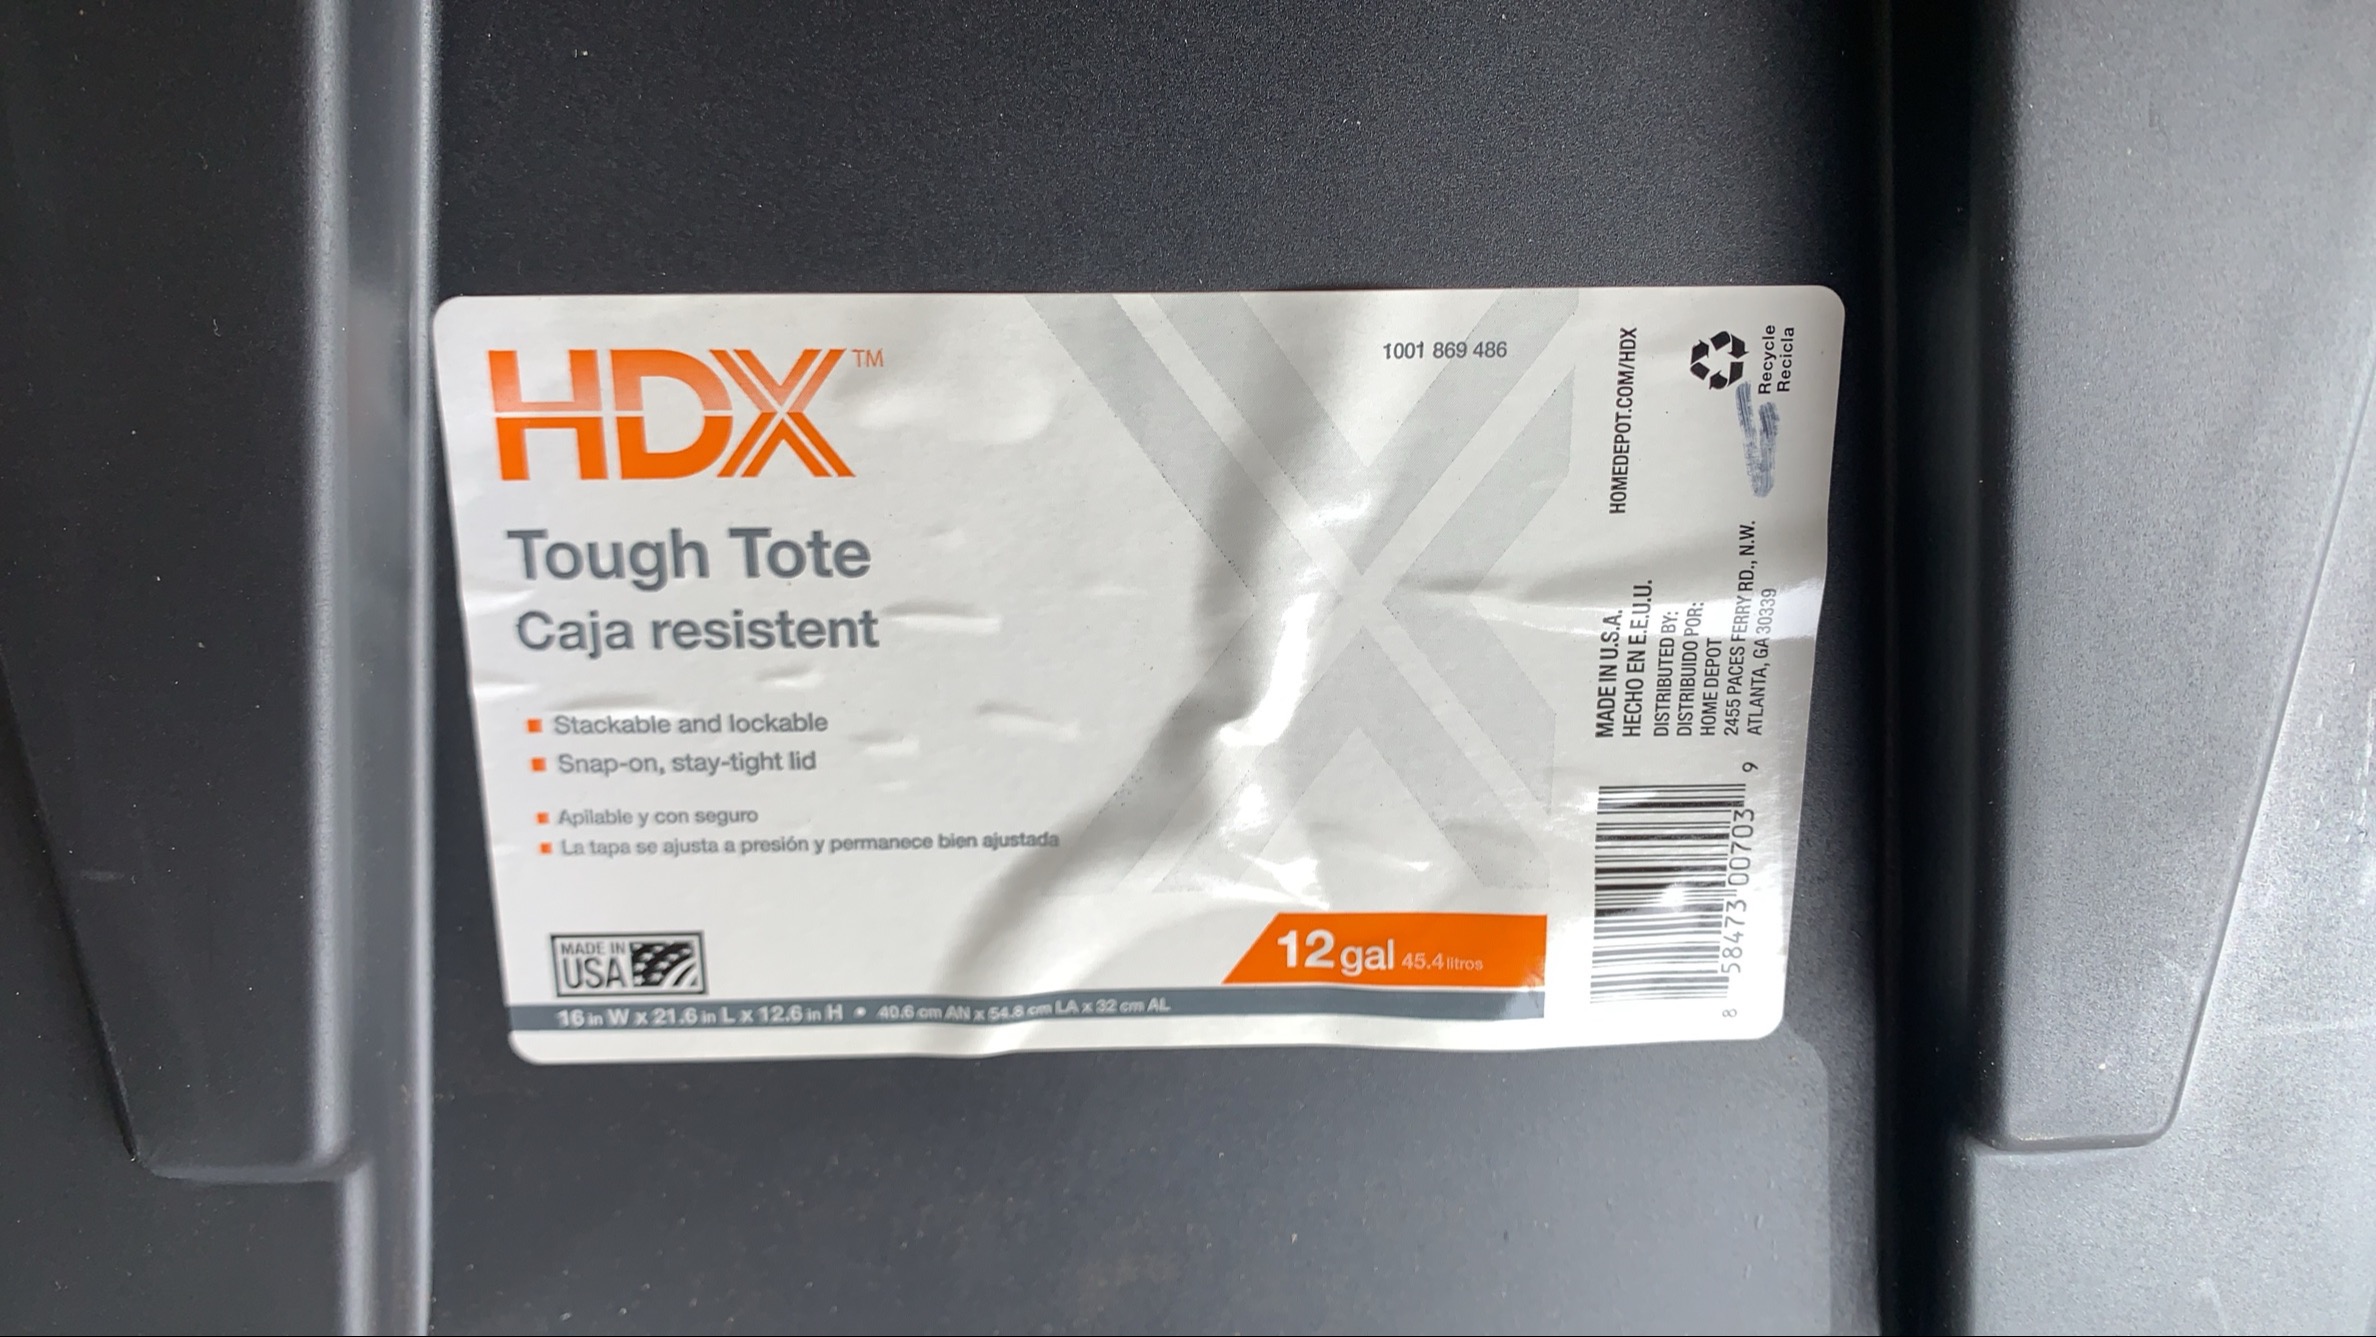 HDX™
1001 869 486
Tough Tote
Caja resistent
Stackable and lockable
Snap-on, stay-tight lid
Apilable y con seguro
La tapa se ajusta a presión y permanece bien ajustada
MADE IN
USA
12 gal 45.4 litros
16 in W x 21.6 in L x 12.6 in H • 40.6 cm AN x 54.8 cm LA x 32 cm AL
HOMEDEPOT.COM/HDX
Recycle
Recicla
MADE IN U.S.A.
HECHO EN E.E.U.U.
DISTRIBUTED BY:
DISTRIBUIDO POR:
HOME DEPOT
2455 PACES FERRY RD., N.W.
ATLANTA, GA 30339
8 58473 00703 9